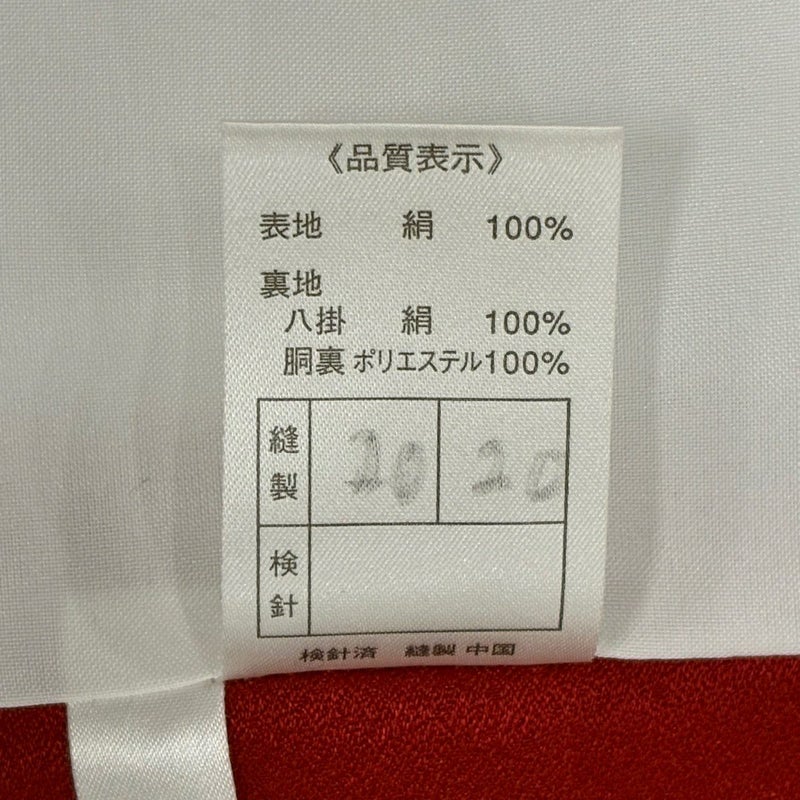 《品質表示》
表地 絹 100%
裏地
八掛 絹 100%
胴裏 ポリエステル100%
縫製 20 20
検針
検針済 縫製 中国